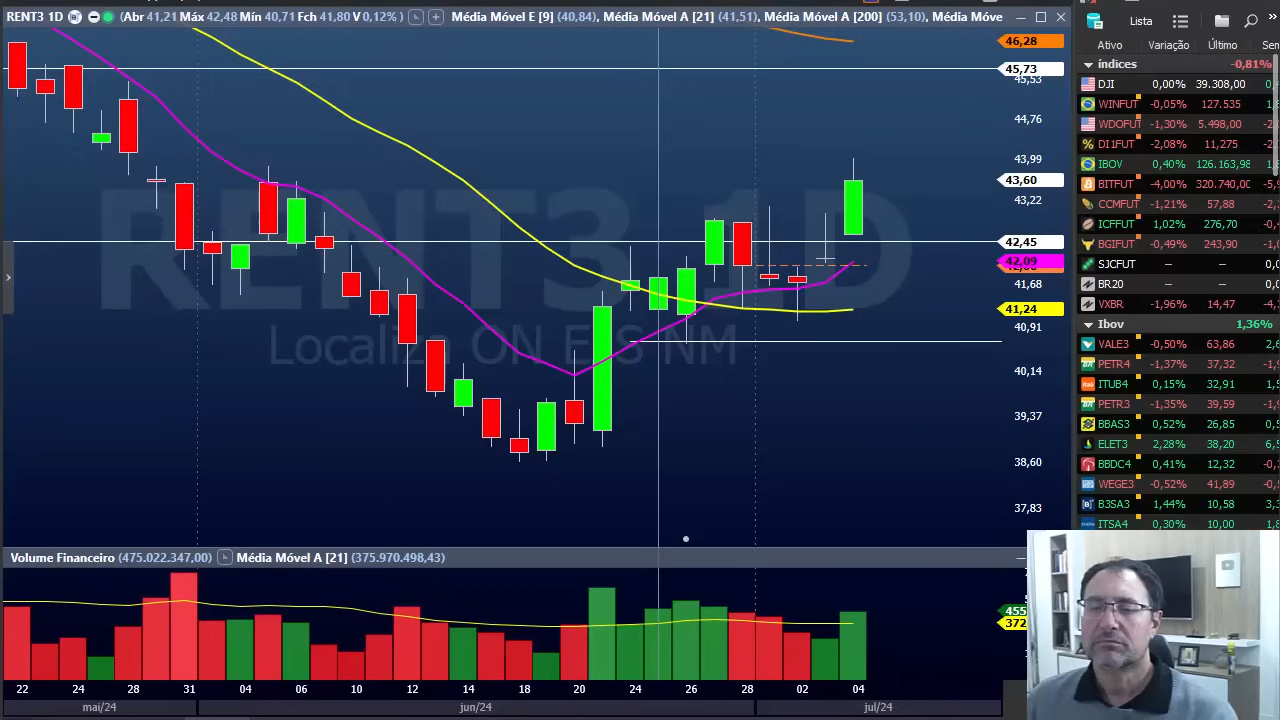 RENT3 1D (Abr 41,21 Máx 42,48 Mín 40,71 Fch 41,80 V 0,12% ) Média Móvel E [9] (40,84) Média Móvel A [21] (41,51) Média Móvel A [200] (53,10) Média Móve
46,28
45,73
45,53
44,76
43,99
43,60
43,22
42,45
42,09
41,68
41,24
40,91
40,14
39,37
38,60
37,83
RENT3 1D
Localiza ON EJS NM
Volume Financeiro (475.022.347,00) Média Móvel A [21] (375.970.498,43)
455
372
22 24 28 31 04 06 10 12 14 18 20 24 26 28 02 04
mai/24 jun/24 jul/24
Lista
Ativo Variação Último
índices -0,81%
DJI 0,00% 39.308,00
WINFUT -0,05% 127.535
WDOFUT -1,30% 5.498,00
DI1FUT -2,08% 11,275
IBOV 0,40% 126.163,98
BITFUT -4,00% 320.740,00
COMFUT -1,21% 57,88
ICFFUT 1,02% 276,70
BGIFUT -0,49% 243,90
SJCFUT – –
BR20 – –
VXBR -1,96% 14,47
Ibov 1,36%
VALE3 -0,50% 63,86
PETR4 -1,37% 37,32
ITUB4 0,15% 32,91
PETR3 -1,35% 39,59
BBAS3 0,52% 26,85
ELET3 2,28% 38,20
BBDC4 0,41% 12,32
WEGE3 -0,52% 41,89
B3SA3 1,44% 10,58
ITSA4 0,30% 10,00